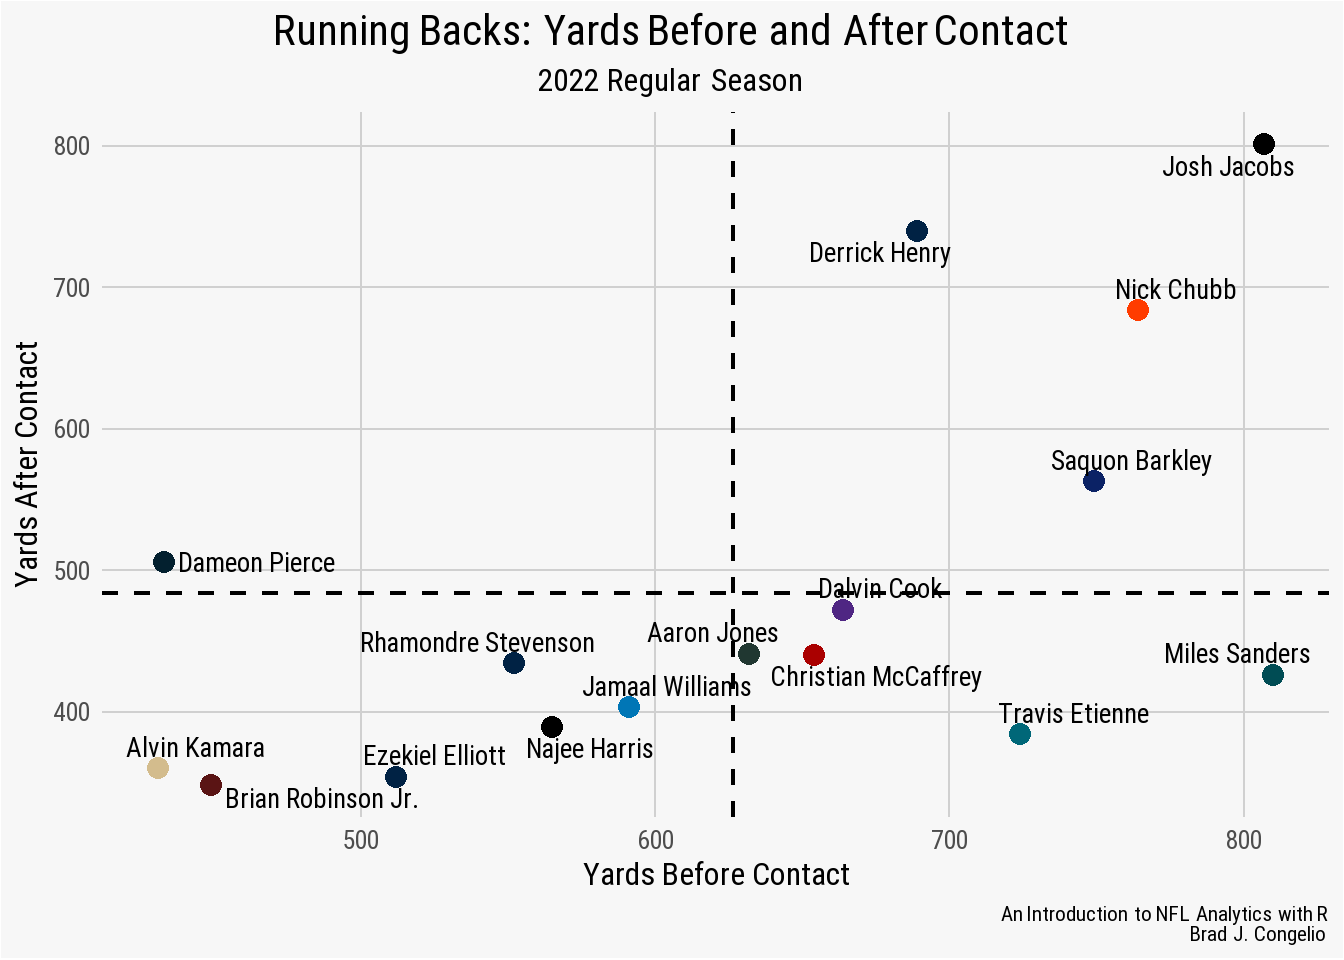 Running Backs: Yards Before and After Contact
2022 Regular Season
800
Josh Jacobs
Derrick Henry
700
Nick Chubb
Yards After Contact
600
Saquon Barkley
500
Dameon Pierce
Dalvin Cook
Aaron Jones
Rhamondre Stevenson
Miles Sanders
Christian McCaffrey
Jamaal Williams
400
Travis Etienne
Alvin Kamara
Najee Harris
Ezekiel Elliott
Brian Robinson Jr.
500
600
700
800
Yards Before Contact
An Introduction to NFL Analytics with R
Brad J. Congelio